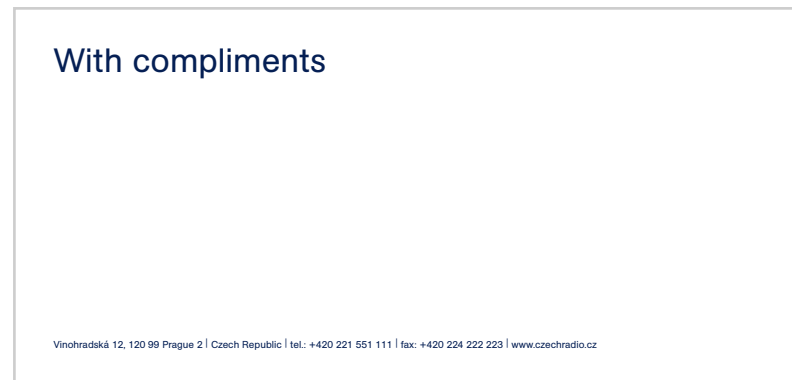 With compliments
Vinohradská 12, 120 99 Prague 2 | Czech Republic | tel.: +420 221 551 111 | fax: +420 224 222 223 | www.czechradio.cz